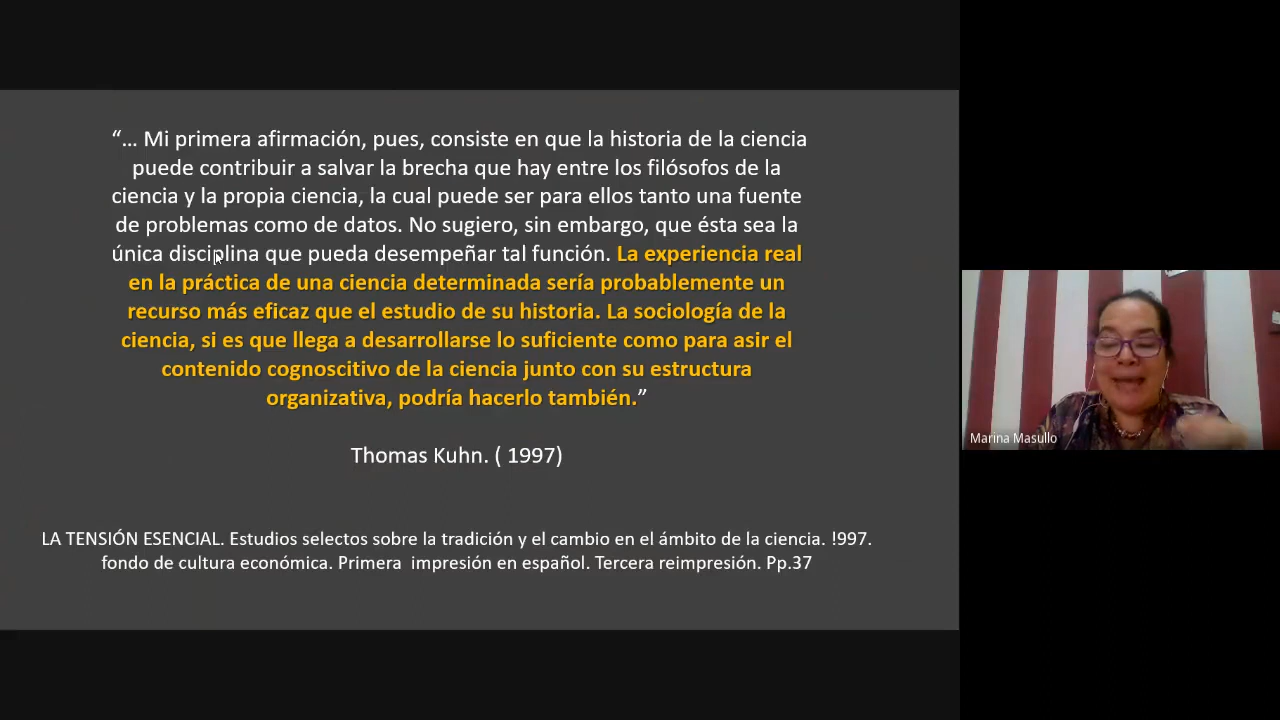 “... Mi primera afirmación, pues, consiste en que la historia de la ciencia
puede contribuir a salvar la brecha que hay entre los filósofos de la
ciencia y la propia ciencia, la cual puede ser para ellos tanto una fuente
de problemas como de datos. No sugiero, sin embargo, que ésta sea la
única disciplina que pueda desempeñar tal función. La experiencia real
en la práctica de una ciencia determinada sería probablemente un
recurso más eficaz que el estudio de su historia. La sociología de la
ciencia, si es que llega a desarrollarse lo suficiente como para asir el
contenido cognoscitivo de la ciencia junto con su estructura
organizativa, podría hacerlo también.”
Thomas Kuhn. ( 1997)
LA TENSIÓN ESENCIAL. Estudios selectos sobre la tradición y el cambio en el ámbito de la ciencia. !997.
fondo de cultura económica. Primera impresión en español. Tercera reimpresión. Pp.37
Marina Masullo